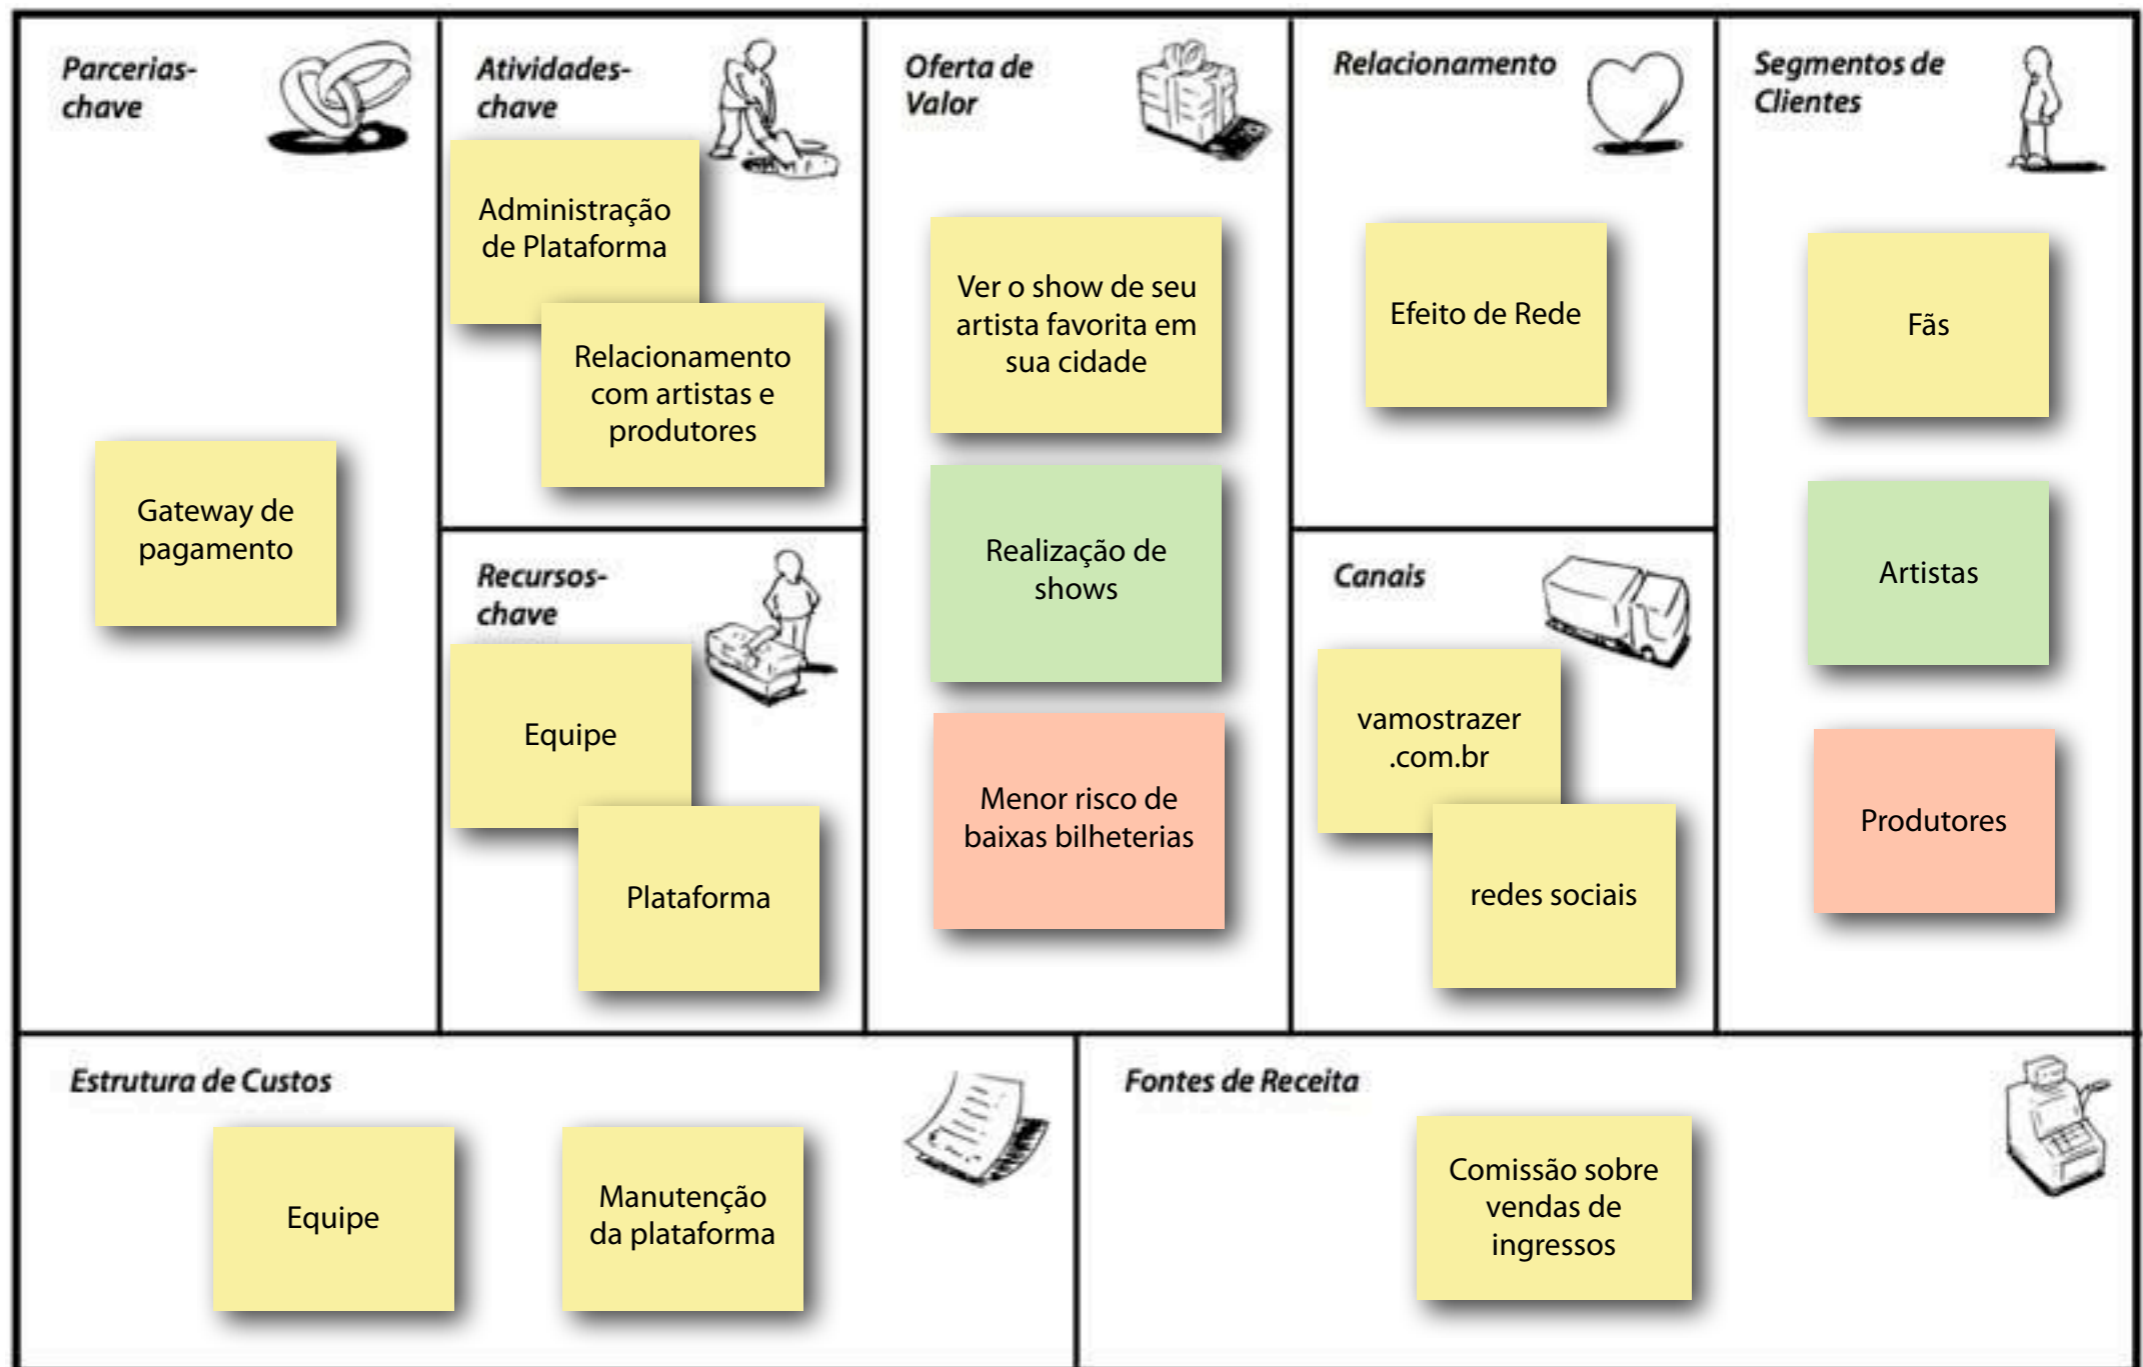 Parcerias-
chave
Gateway de
pagamento
Atividades-
chave
Administração
de Plataforma
Relacionamento
com artistas e
produtores
Recursos-
chave
Equipe
Plataforma
Oferta de
Valor
Ver o show de seu
artista favorita em
sua cidade
Realização de
shows
Menor risco de
baixas bilheterias
Relacionamento
Efeito de Rede
Canais
vamostrazer
.com.br
redes sociais
Segmentos de
Clientes
Fãs
Artistas
Produtores
Estrutura de Custos
Equipe
Manutenção
da plataforma
Fontes de Receita
Comissão sobre
vendas de
ingressos